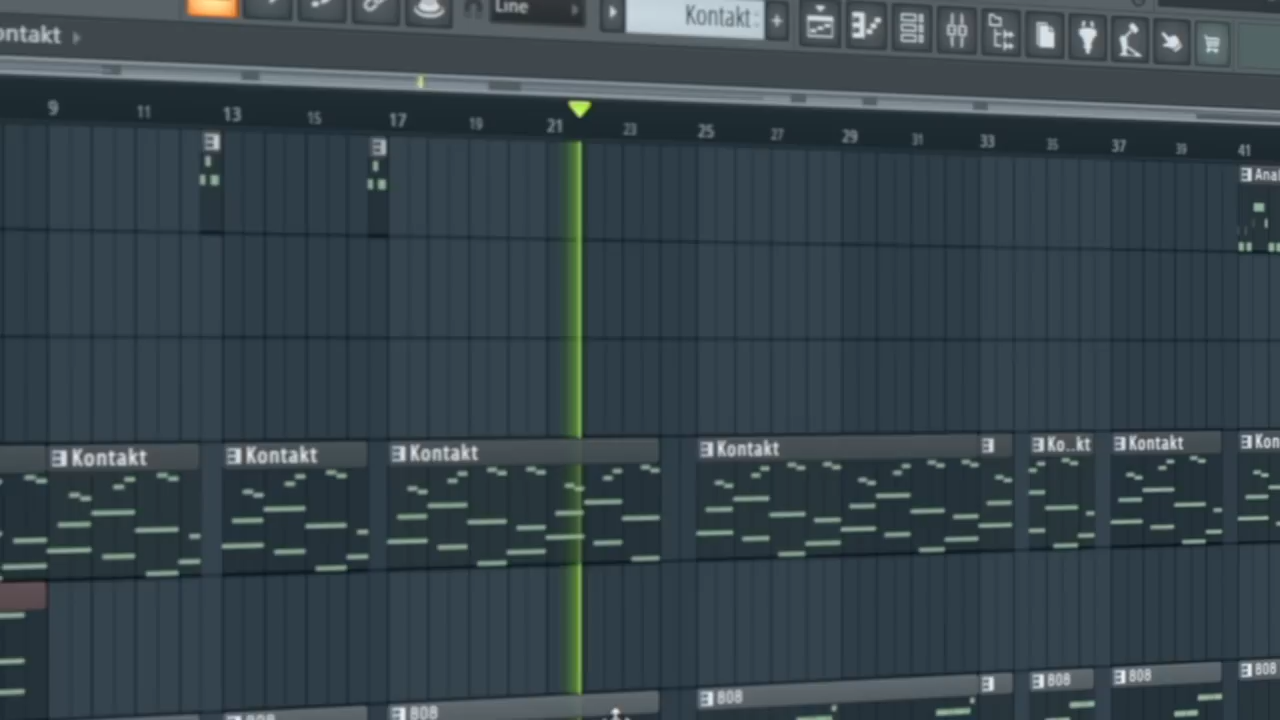 Line
Kontakt :
ontakt
9 11 13 15 17 19 21 23 25 27 29 31 33 35 37 39 41
Anal
Kontakt Kontakt Kontakt Kontakt Ko..kt Kontakt Kon
808 808 808 808 808 808